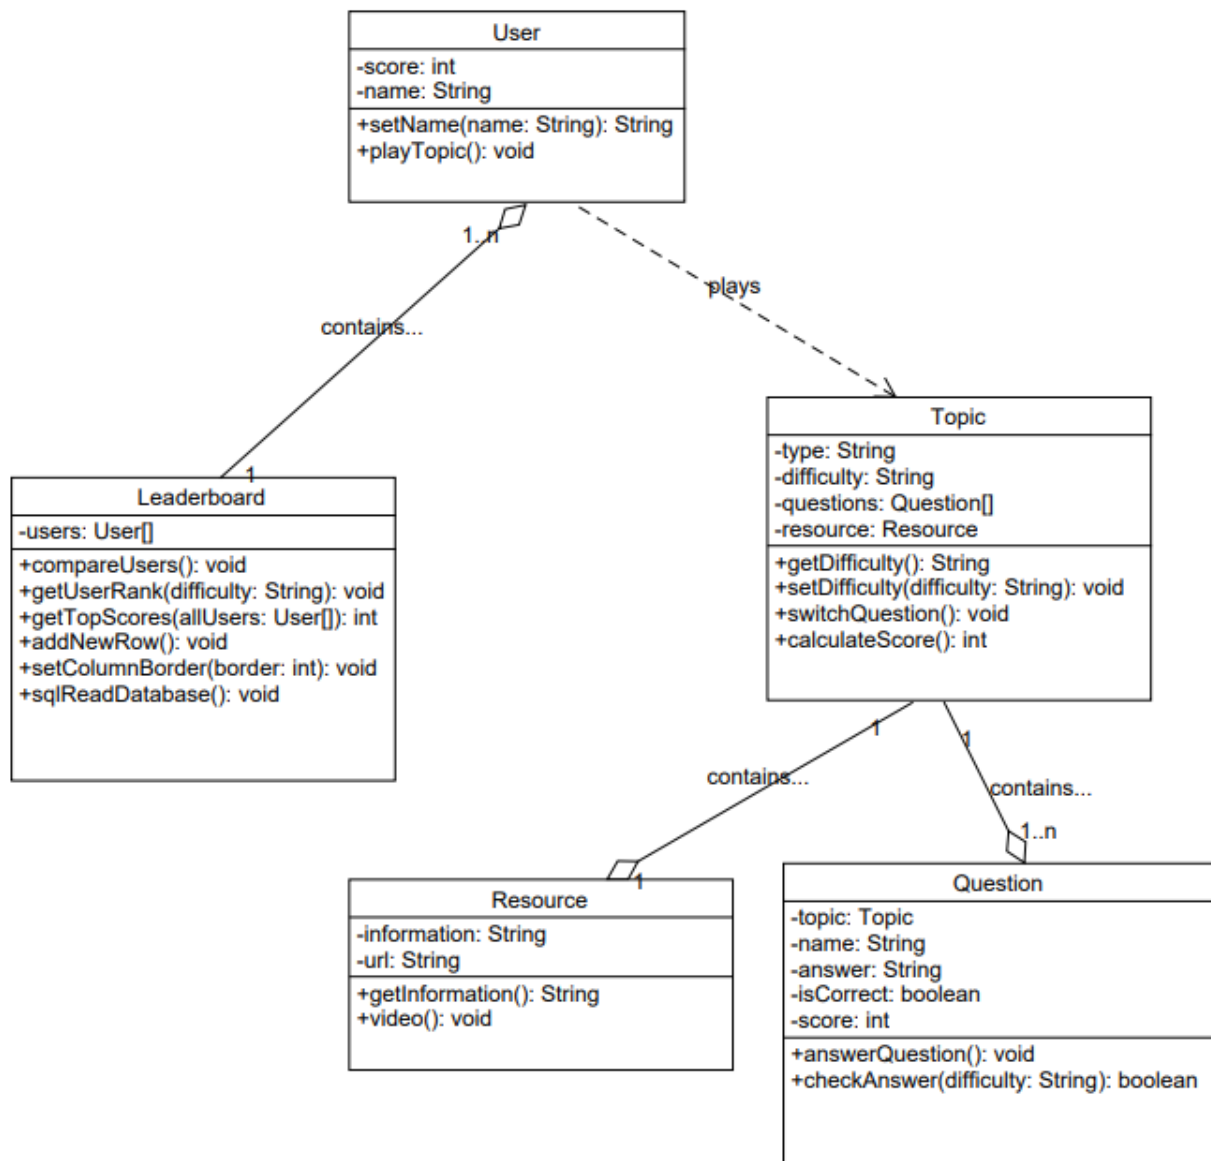 User
-score: int
-name: String
+setName(name: String): String
+playTopic(): void
1..n
plays
contains...
1
Leaderboard
-users: User[]
+compareUsers(): void
+getUserRank(difficulty: String): void
+getTopScores(allUsers: User[]): int
+addNewRow(): void
+setColumnBorder(border: int): void
+sqlReadDatabase(): void
Topic
-type: String
-difficulty: String
-questions: Question[]
-resource: Resource
+getDifficulty(): String
+setDifficulty(difficulty: String): void
+switchQuestion(): void
+calculateScore(): int
1
1
contains...
contains...
1
1..n
Resource
-information: String
-url: String
+getInformation(): String
+video(): void
Question
-topic: Topic
-name: String
-answer: String
-isCorrect: boolean
-score: int
+answerQuestion(): void
+checkAnswer(difficulty: String): boolean